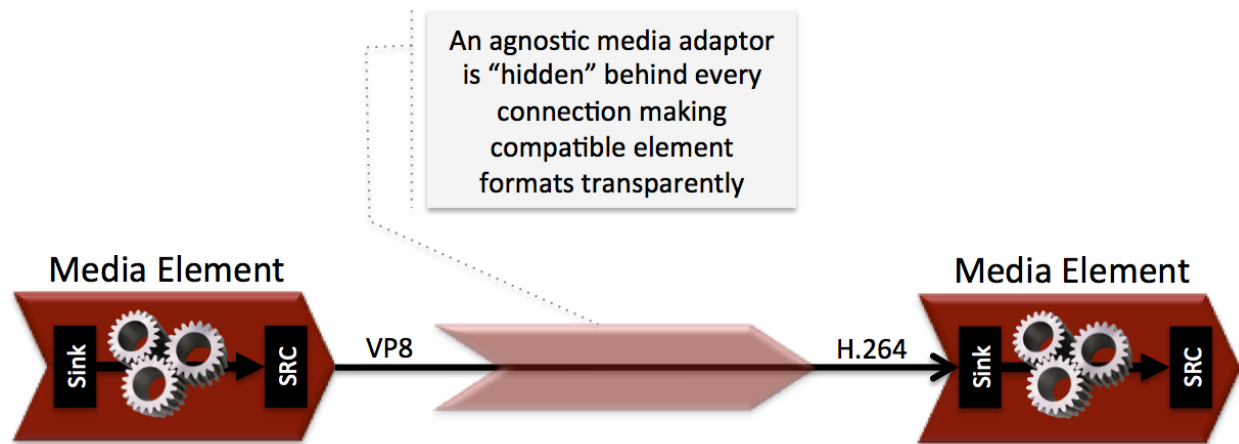 An agnostic media adaptor
is “hidden” behind every
connection making
compatible element
formats transparently
Media Element
Media Element
Sink
SRC
VP8
H.264
Sink
SRC